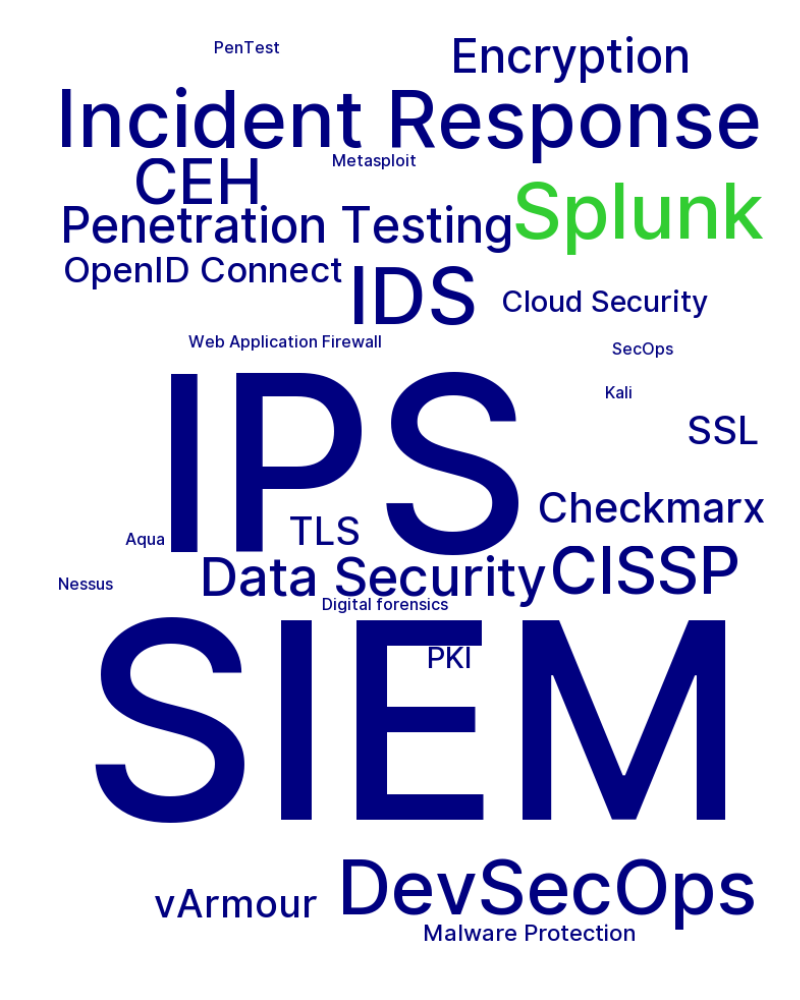 PenTest
Encryption
Incident Response
Metasploit
CEH
Splunk
Penetration Testing
OpenID Connect
IDS
Cloud Security
Web Application Firewall
SecOps
Kali
IPS
SSL
Checkmarx
TLS
Aqua
CISSP
Data Security
Nessus
Digital forensics
PKI
SIEM
DevSecOps
vArmour
Malware Protection